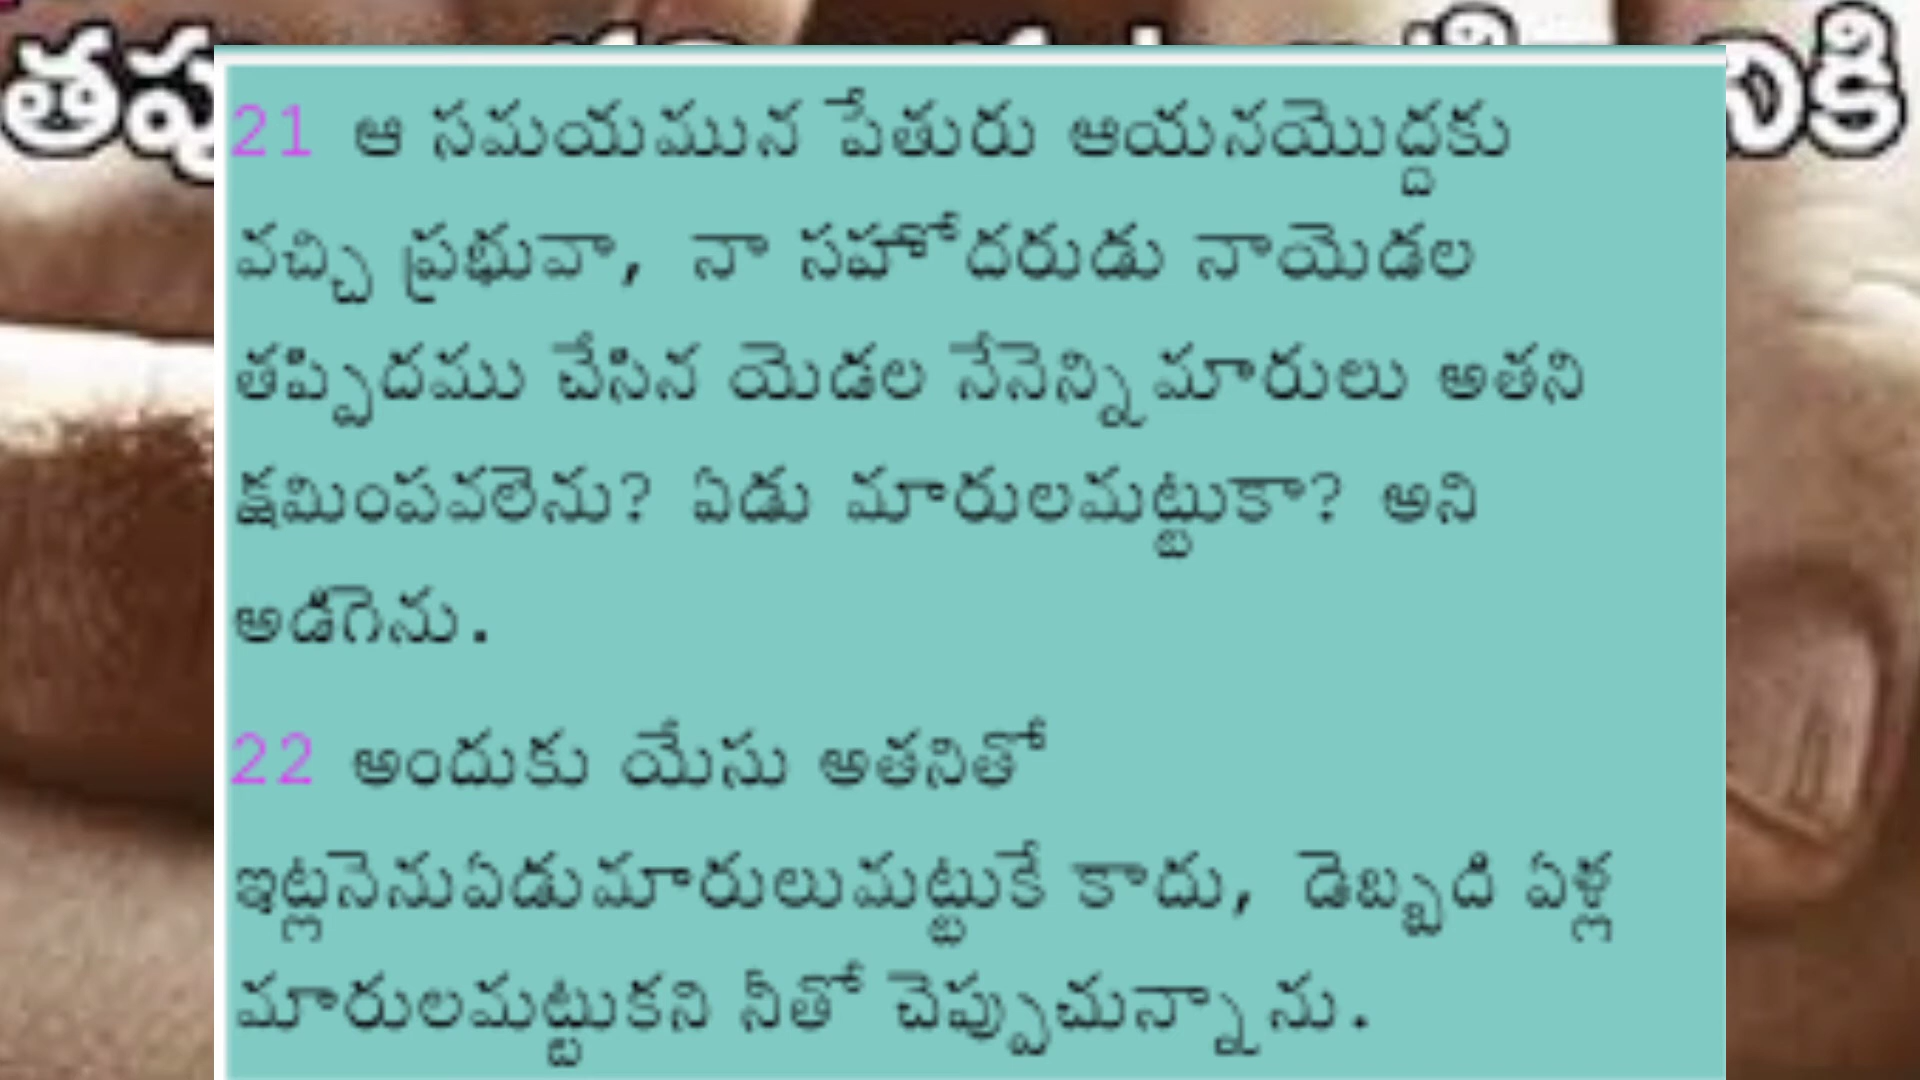 21 ఆ సమయమున పేతురు ఆయనయొద్దకు
వచ్చి ప్రభువా, నా సహోదరుడు నాయెడల
తప్పిదము చేసిన యెడల నేనెన్నిమారులు అతని
క్షమింపవలెను? ఏడు మారులమట్టుకా? అని
అడిగెను.
22 అందుకు యేసు అతనితో
ఇట్లనెనుఏడుమారులుమట్టుకే కాదు, డెబ్బది ఏళ్ల
మారులమట్టుకని నీతో చెప్పుచున్నాను.